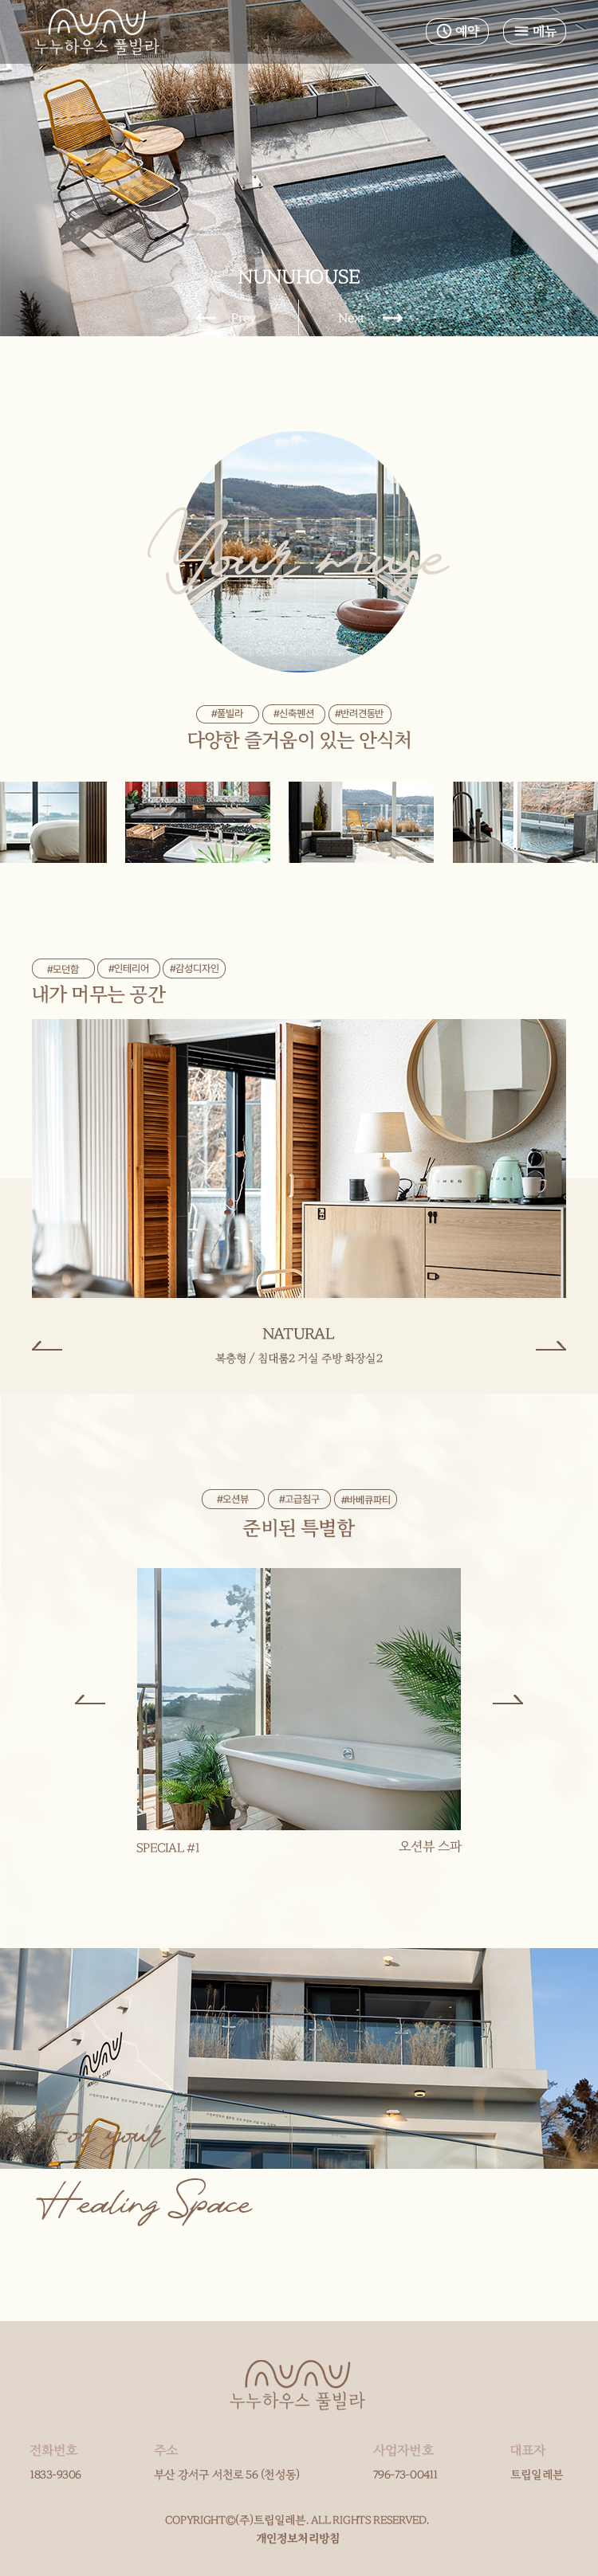 nunu
누누하우스 풀빌라
예약
메뉴
NUNUHOUSE
Prev
Next
Your muse
#풀빌라 #신축펜션 #반려견동반
다양한 즐거움이 있는 안식처
#모던함 #인테리어 #감성디자인
내가 머무는 공간
SMEG
NATURAL
복층형 / 침대룸2 거실 주방 화장실2
#오션뷰 #고급침구 #바베큐파티
준비된 특별함
SPECIAL #1
오션뷰 스파
nunu
For your
Healing Space
nunu
누누하우스 풀빌라
전화번호 주소 사업자번호 대표자
1833-9306 부산 강서구 서천로 56 (천성동) 796-73-00411 트립일레븐
COPYRIGHT©(주)트립일레븐. ALL RIGHTS RESERVED.
개인정보처리방침